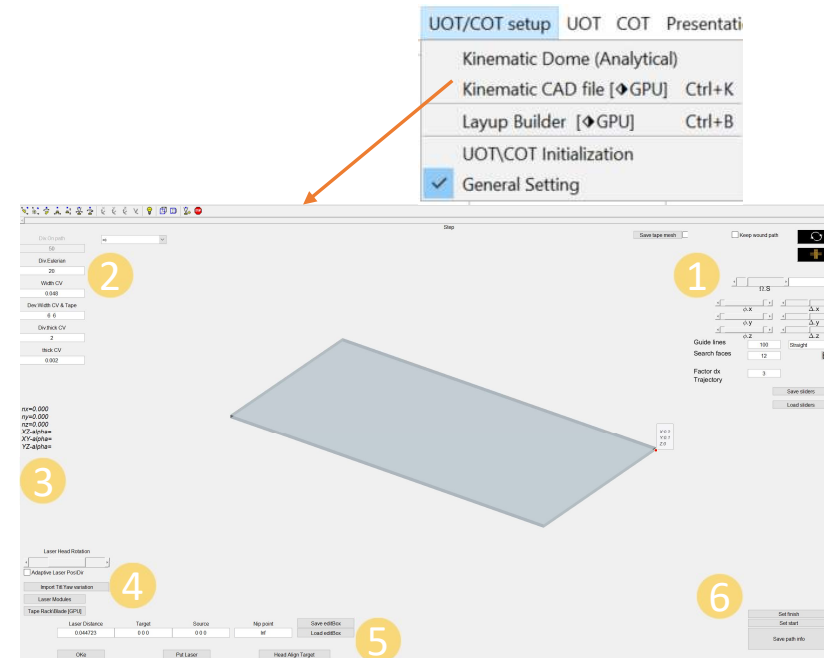 UOT/COT setup UOT COT Presentati
Kinematic Dome (Analytical)
Kinematic CAD file [◆GPU] Ctrl+K
Layup Builder [◆GPU] Ctrl+B
UOT\COT Initialization
General Setting
Step
Save tape mesh
Keep wound path
Div On path
50
Div.Eulerian
20
Width CV
0.048
Dev.Width CV & Tape
6 6
Div.thick CV
2
thick CV
0.002
2
1
φ.x Δ.x
φ.y Δ.y
φ.z Δ.z
Guide lines 100 Straight
Search faces 12
Factor dx
Trajectory
3
Save sliders
Load sliders
nx=0.000
ny=0.000
nz=0.000
XZ-alpha=
XY-alpha=
YZ-alpha=
3
Laser Head Rotation
Adaptive Laser Pos\Dir
Import Tilt Yaw variation
Laser Modules
Tape Rack\Blade [GPU]
4
Laser Distance Target Source Nip point Save editBox
0.044723 0 0 0 0 0 0 Inf Load editBox
5
OKe Pst Laser Head Align Target
6
Set finish
Set start
Save path info